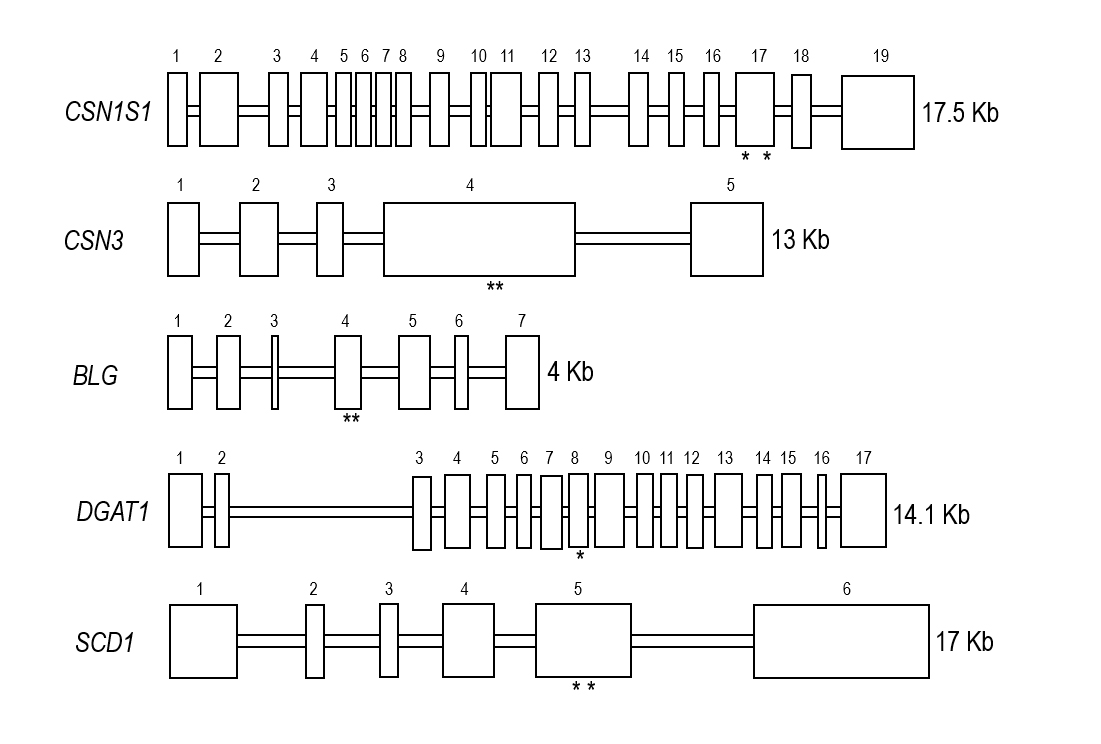 1 2 3 4 5 6 7 8 9 10 11 12 13 14 15 16 17 18 19
CSN1S1 17.5 Kb
* *
1 2 3 4 5
CSN3 13 Kb
**
1 2 3 4 5 6 7
BLG 4 Kb
**
1 2 3 4 5 6 7 8 9 10 11 12 13 14 15 16 17
DGAT1 14.1 Kb
*
1 2 3 4 5 6
SCD1 17 Kb
* *